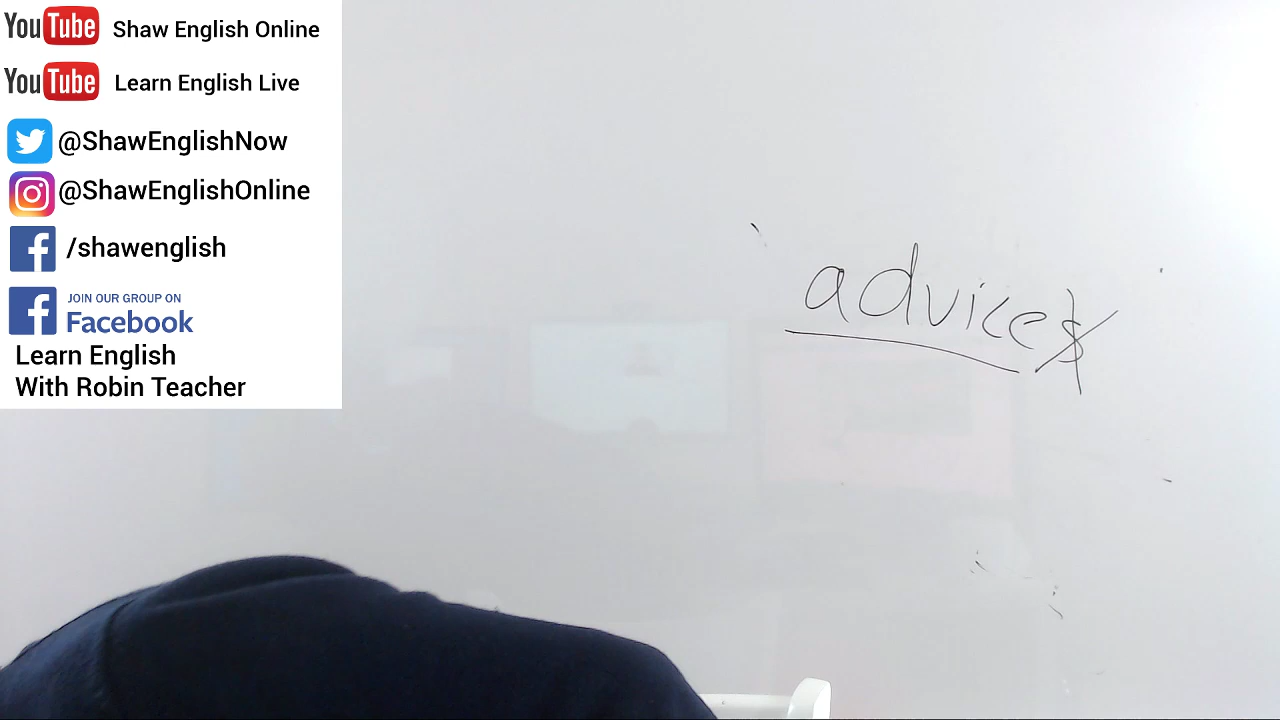 YouTube Shaw English Online
YouTube Learn English Live
@ShawEnglishNow
@ShawEnglishOnline
/shawenglish
JOIN OUR GROUP ON
Facebook
Learn English
With Robin Teacher
advices